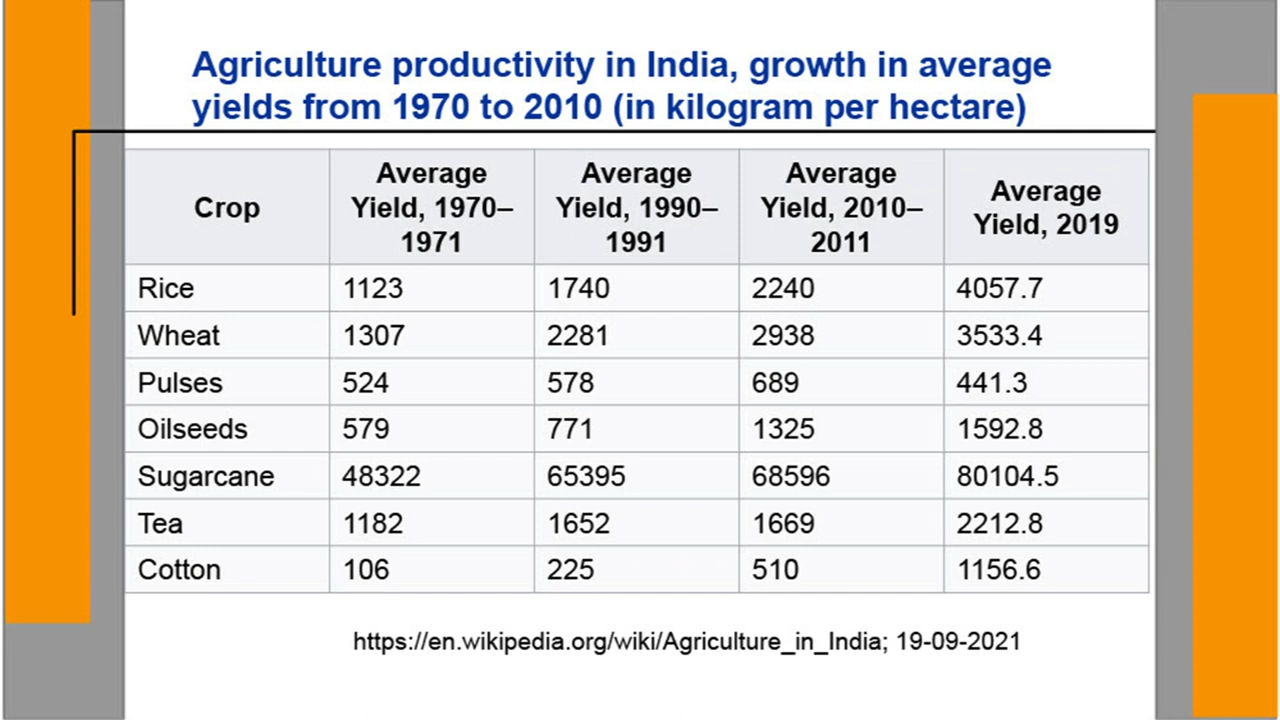 Agriculture productivity in India, growth in average
yields from 1970 to 2010 (in kilogram per hectare)
Crop Average Yield, 1970–1971 Average Yield, 1990–1991 Average Yield, 2010–2011 Average Yield, 2019
Rice 1123 1740 2240 4057.7
Wheat 1307 2281 2938 3533.4
Pulses 524 578 689 441.3
Oilseeds 579 771 1325 1592.8
Sugarcane 48322 65395 68596 80104.5
Tea 1182 1652 1669 2212.8
Cotton 106 225 510 1156.6
https://en.wikipedia.org/wiki/Agriculture_in_India; 19-09-2021